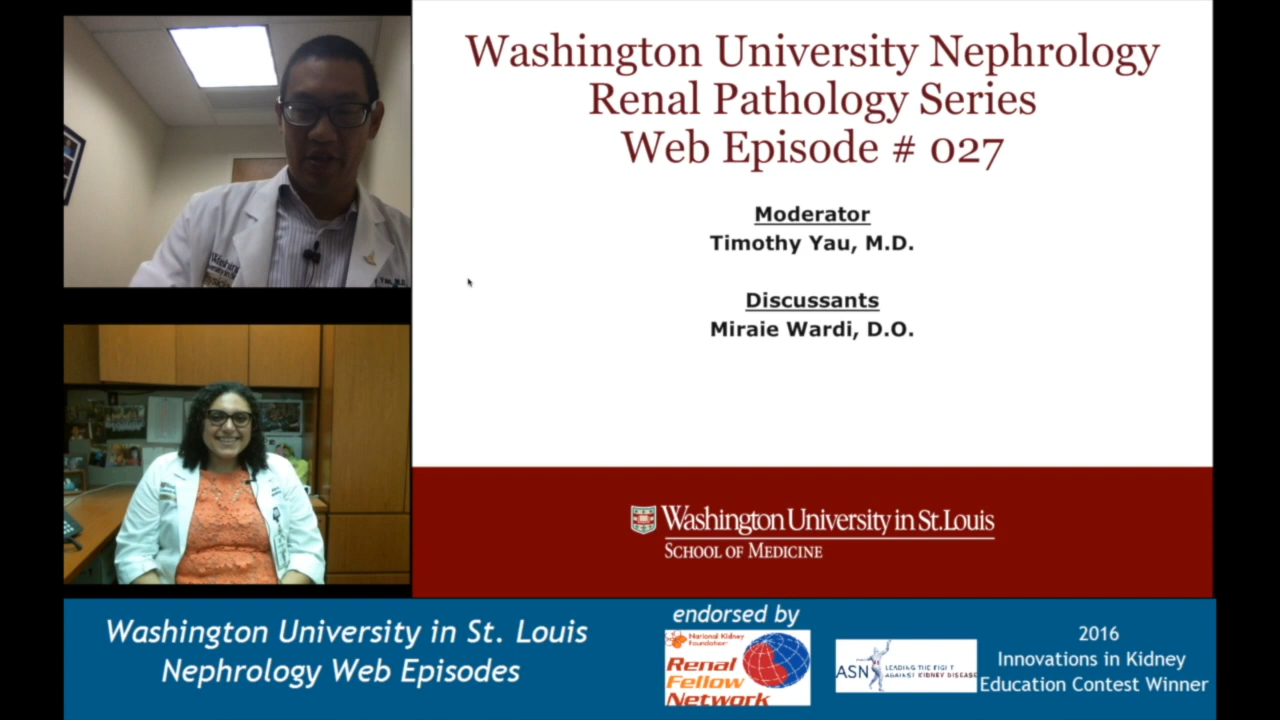 Washington University Nephrology
Renal Pathology Series
Web Episode # 027
Moderator
Timothy Yau, M.D.
Discussants
Miraie Wardi, D.O.
Washington University in St. Louis
SCHOOL OF MEDICINE
Washington University in St. Louis
Nephrology Web Episodes
endorsed by
National Kidney
Foundation
Renal
Fellow
Network
ASN
LEADING THE FIGHT
AGAINST KIDNEY DISEASE
2016
Innovations in Kidney
Education Contest Winner